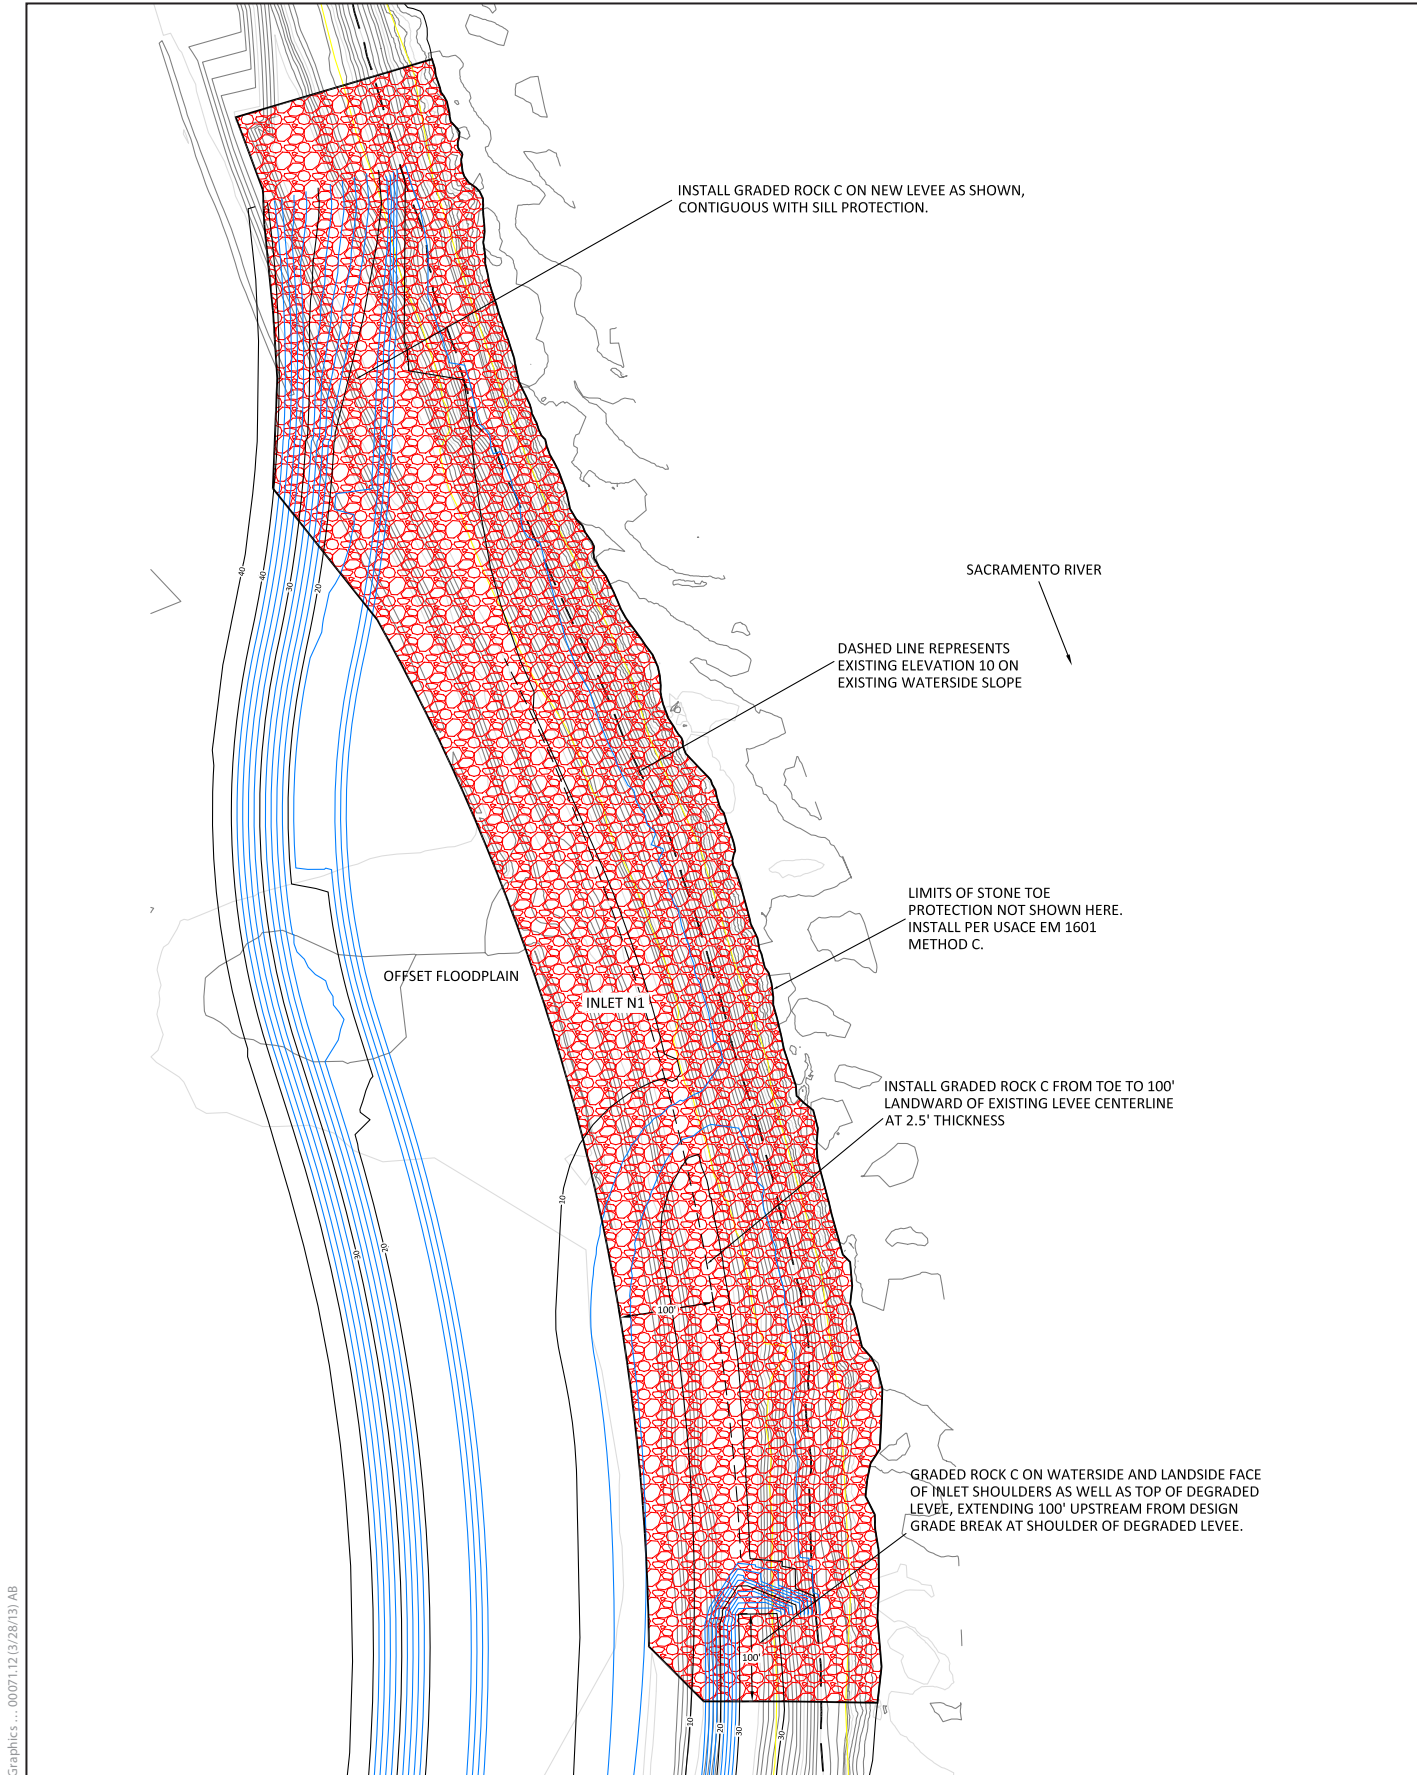 INSTALL GRADED ROCK C ON NEW LEVEE AS SHOWN,
CONTIGUOUS WITH SILL PROTECTION.
SACRAMENTO RIVER
40
40
30
20
DASHED LINE REPRESENTS
EXISTING ELEVATION 10 ON
EXISTING WATERSIDE SLOPE
LIMITS OF STONE TOE
PROTECTION NOT SHOWN HERE.
INSTALL PER USACE EM 1601
METHOD C.
OFFSET FLOODPLAIN
INLET N1
INSTALL GRADED ROCK C FROM TOE TO 100'
LANDWARD OF EXISTING LEVEE CENTERLINE
AT 2.5' THICKNESS
10
30
20
100'
GRADED ROCK C ON WATERSIDE AND LANDSIDE FACE
OF INLET SHOULDERS AS WELL AS TOP OF DEGRADED
LEVEE, EXTENDING 100' UPSTREAM FROM DESIGN
GRADE BREAK AT SHOULDER OF DEGRADED LEVEE.
100'
10
20
30
30
Graphics … 00071.12 (3/28/13) AB